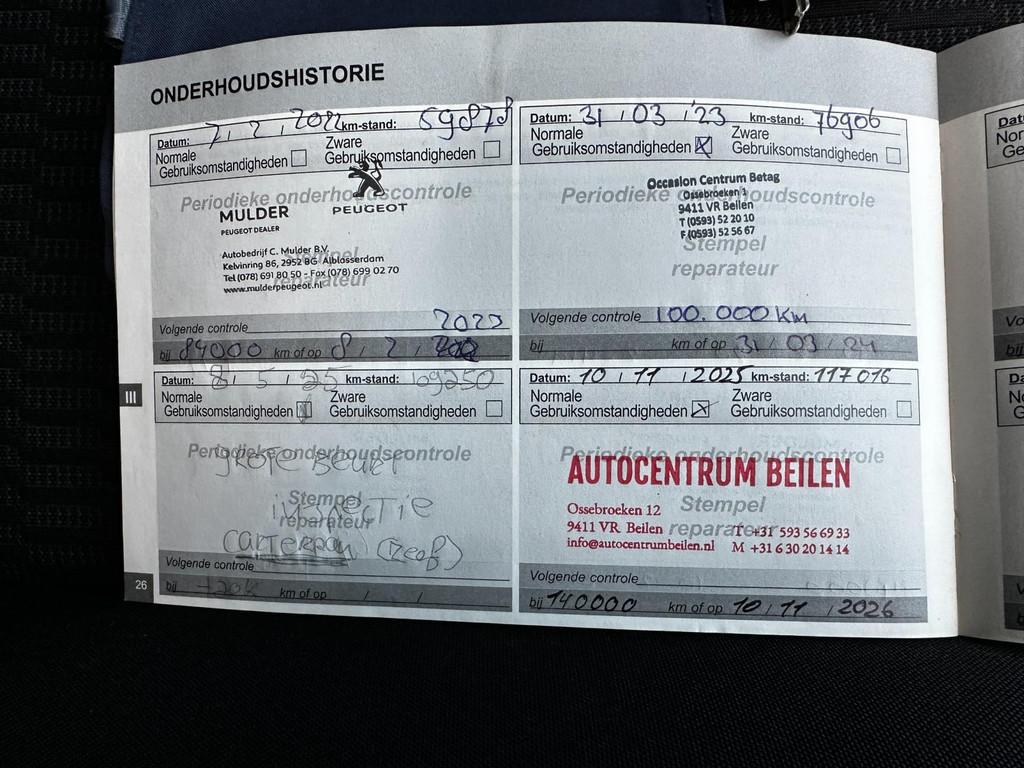 ONDERHOUDSHISTORIE
Datum: 7, 2, 2022 km-stand: 59878
Normale Gebruiksomstandigheden
Zware Gebruiksomstandigheden
Periodieke onderhoudscontrole
MULDER
PEUGEOT DEALER
PEUGEOT
Autobedrijf C. Mulder B.V.
Kelvinring 86, 2952 BG Alblasserdam
Tel (078) 691 80 50 - Fax (078) 699 02 70
www.mulderpeugeot.nl
Stempel
reparateur
Volgende controle 2023
bij 84000 km of op 8, 2,
Datum: 31 / 03 / '23 km-stand: 76906
Normale Gebruiksomstandigheden
Zware Gebruiksomstandigheden
Periodieke onderhoudscontrole
Occasion Centrum Betag
Ossebroeken 1
9411 VR Beilen
T (0593) 52 20 10
F (0593) 52 56 67
Stempel
reparateur
Volgende controle 100.000 Km
bij km of op 31 / 03 / 24
Datum: 8, 5, 25 km-stand: 109250
Normale Gebruiksomstandigheden
Zware Gebruiksomstandigheden
Periodieke onderhoudscontrole
grote Beurt
Stempel
inspectie
reparateur
carterpan (zeef)
Volgende controle
bij +20K km of op / /
Datum: 10 / 11 / 2025 km-stand: 117016
Normale Gebruiksomstandigheden
Zware Gebruiksomstandigheden
Periodieke onderhoudscontrole
AUTOCENTRUM BEILEN
Stempel
reparateur
Ossebroeken 12
9411 VR Beilen T +31 593 56 69 33
info@autocentrumbeilen.nl M +31 6 30 20 14 14
Volgende controle
bij 140000 km of op 10 / 11 / 2026
III
26